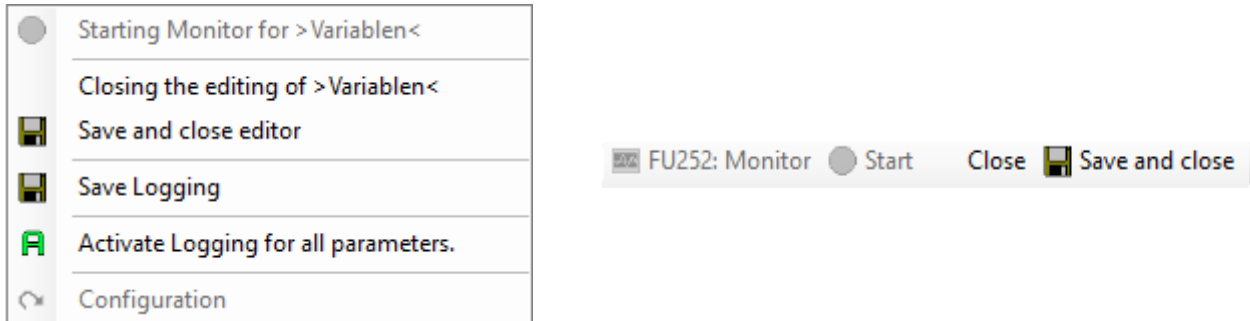 Starting Monitor for >Variablen<
Closing the editing of >Variablen<
Save and close editor
Save Logging
Activate Logging for all parameters.
Configuration
FU252: Monitor Start Close Save and close